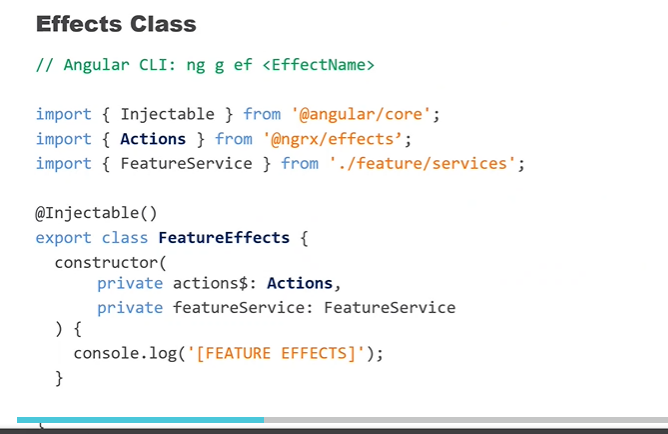 Effects Class
// Angular CLI: ng g ef <EffectName>
import { Injectable } from '@angular/core';
import { Actions } from '@ngrx/effects’;
import { FeatureService } from './feature/services';
@Injectable()
export class FeatureEffects {
constructor(
private actions$: Actions,
private featureService: FeatureService
) {
console.log('[FEATURE EFFECTS]');
}